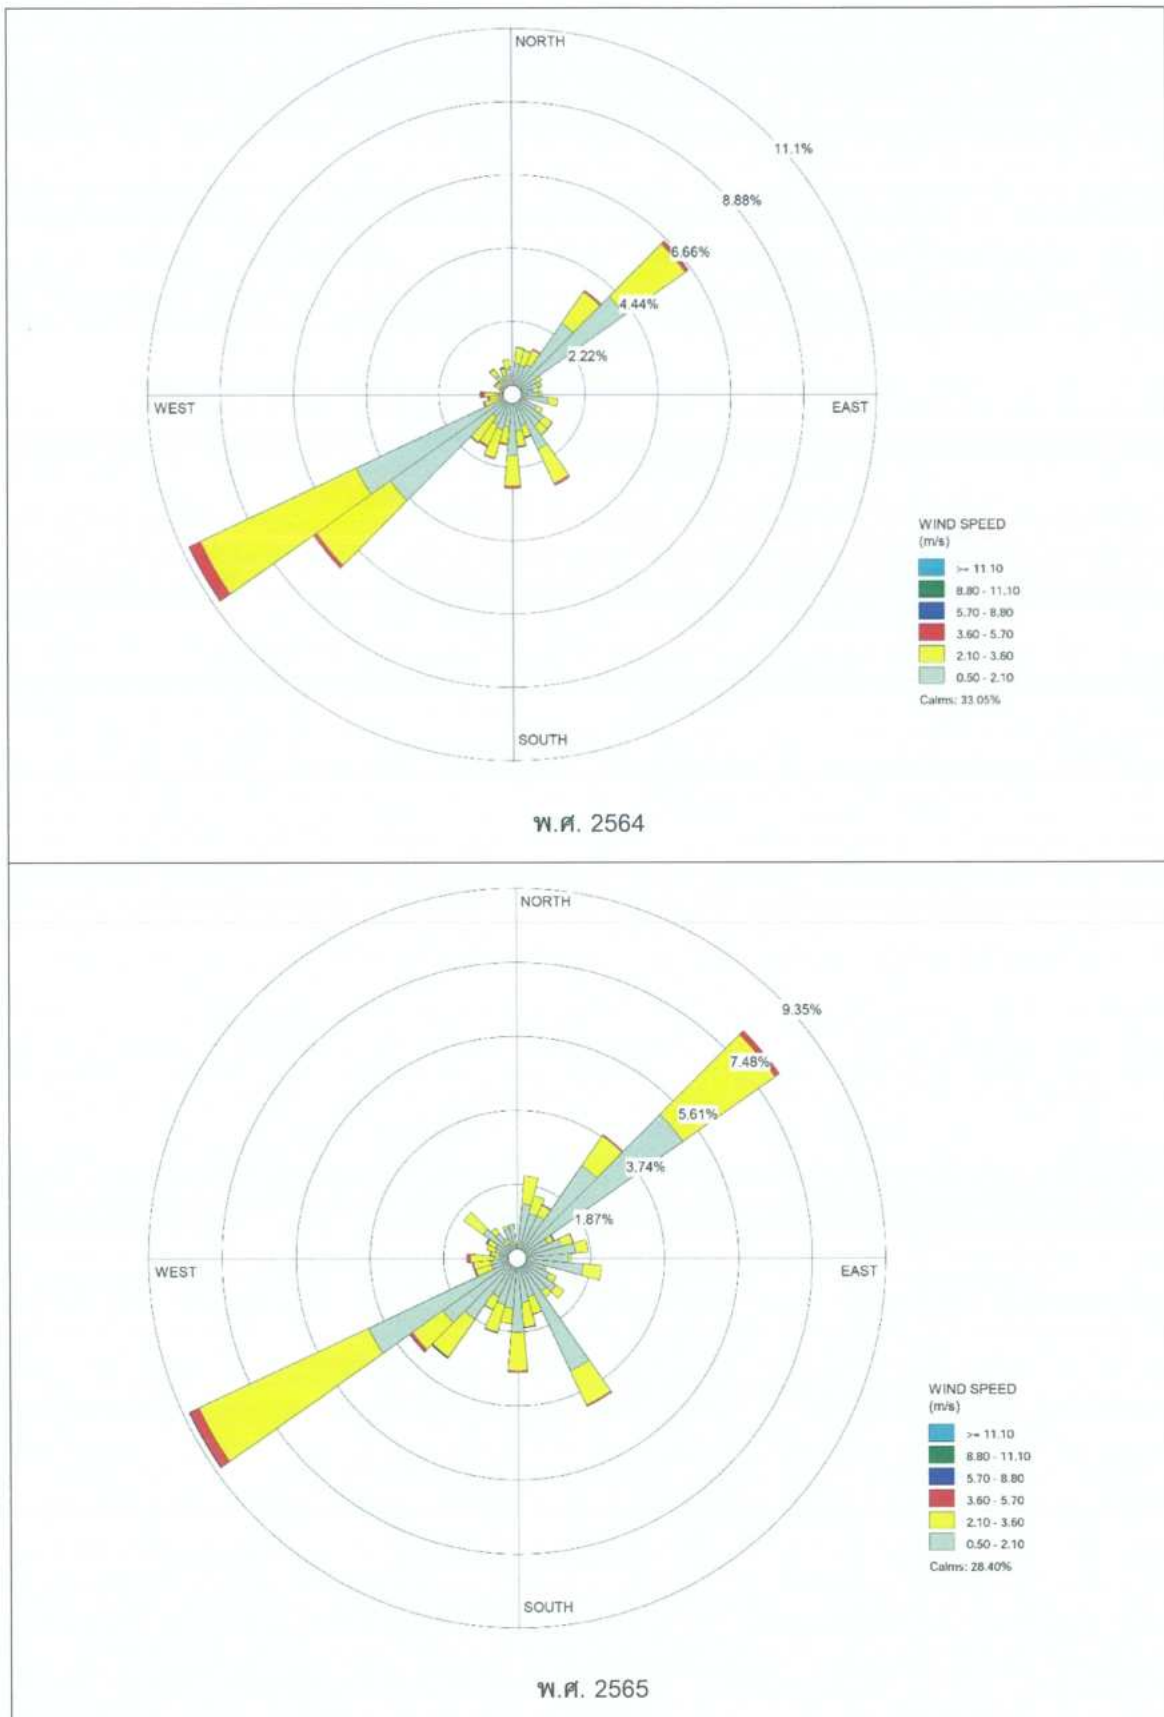 NORTH
11.1%
8.88%
6.66%
4.44%
2.22%
WEST
EAST
SOUTH
WIND SPEED
(m/s)
>= 11.10
8.80 - 11.10
5.70 - 8.80
3.60 - 5.70
2.10 - 3.60
0.50 - 2.10
Calms: 33.05%
พ.ศ. 2564
NORTH
9.35%
7.48%
5.61%
3.74%
1.87%
WEST
EAST
SOUTH
WIND SPEED
(m/s)
>= 11.10
8.80 - 11.10
5.70 - 8.80
3.60 - 5.70
2.10 - 3.60
0.50 - 2.10
Calms: 28.40%
พ.ศ. 2565